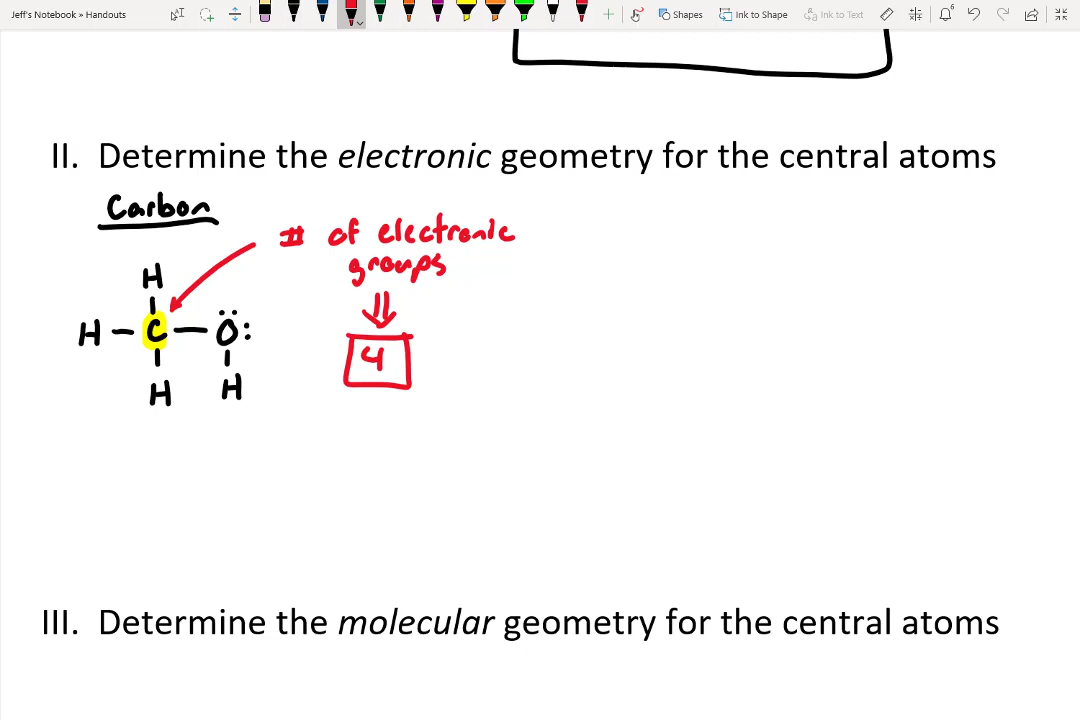 Jeff's Notebook » Handouts
Shapes
Ink to Shape
Ink to Text
6
II. Determine the electronic geometry for the central atoms
Carbon
# of electronic
groups
⇓
4
H
H – C – Ö:
H H
III. Determine the molecular geometry for the central atoms